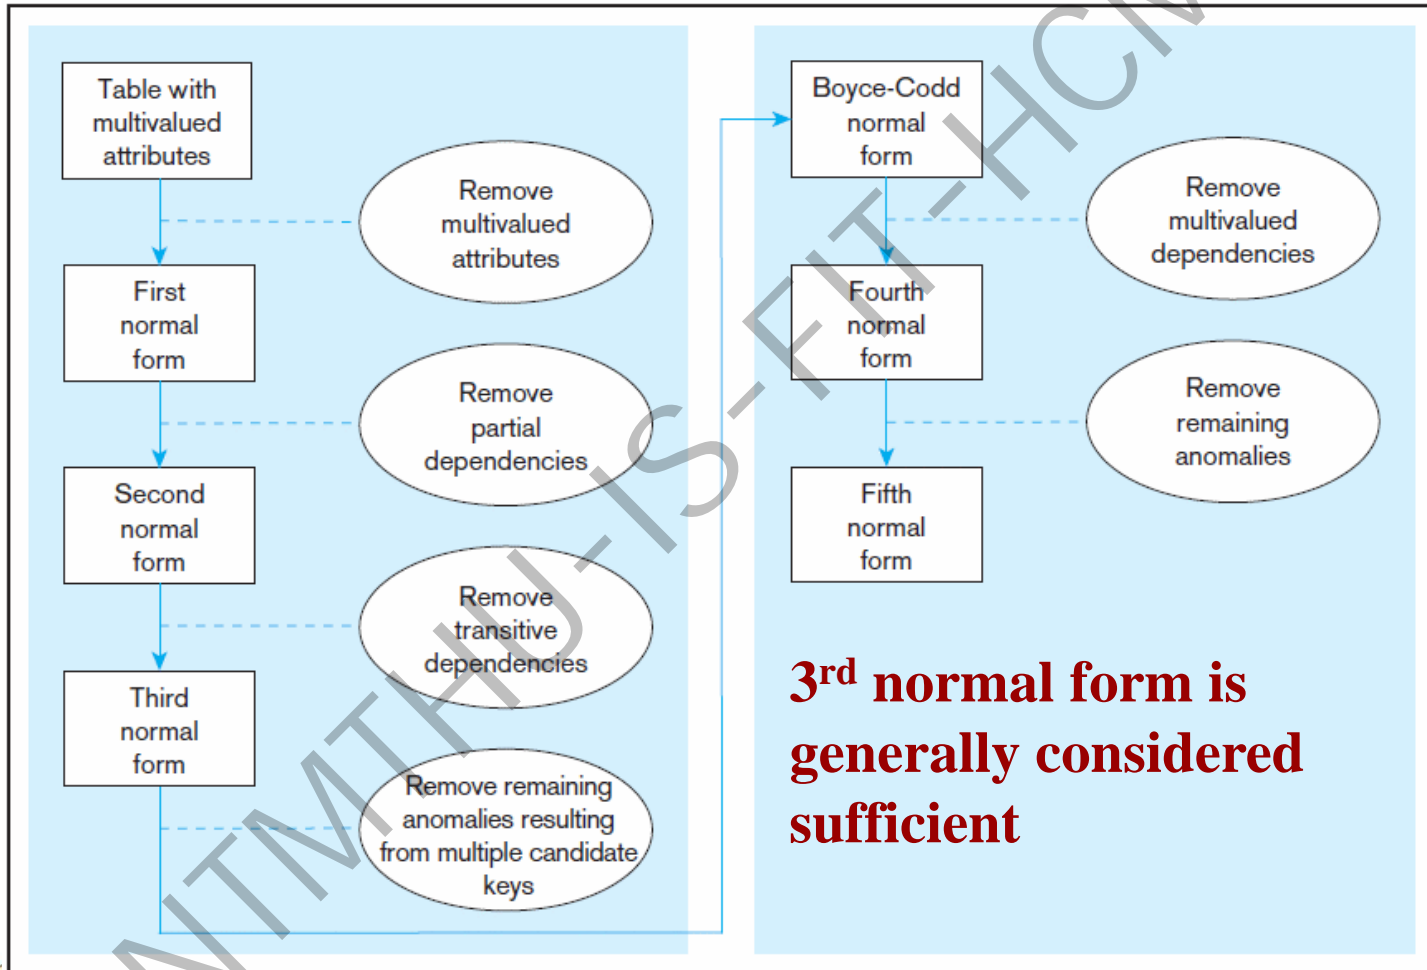 Table with
multivalued
attributes
Remove
multivalued
attributes
First
normal
form
Remove
partial
dependencies
Second
normal
form
Remove
transitive
dependencies
Third
normal
form
Remove remaining
anomalies resulting
from multiple candidate
keys
Boyce-Codd
normal
form
Remove
multivalued
dependencies
Fourth
normal
form
Remove
remaining
anomalies
Fifth
normal
form
3rd normal form is
generally considered
sufficient
NTMTHU-IS-FIT-HCM